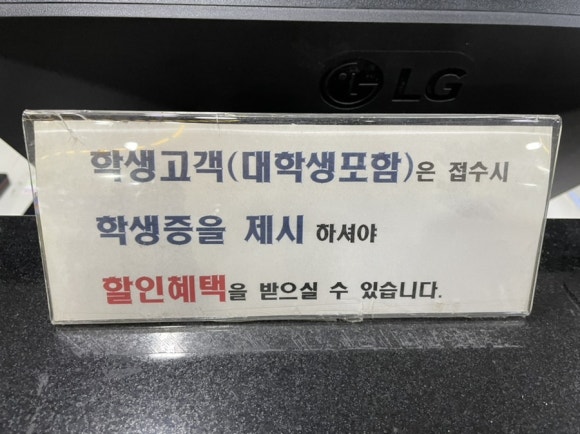 LG
학생고객(대학생포함)은 접수시
학생증을 제시 하셔야
할인혜택을 받으실 수 있습니다.